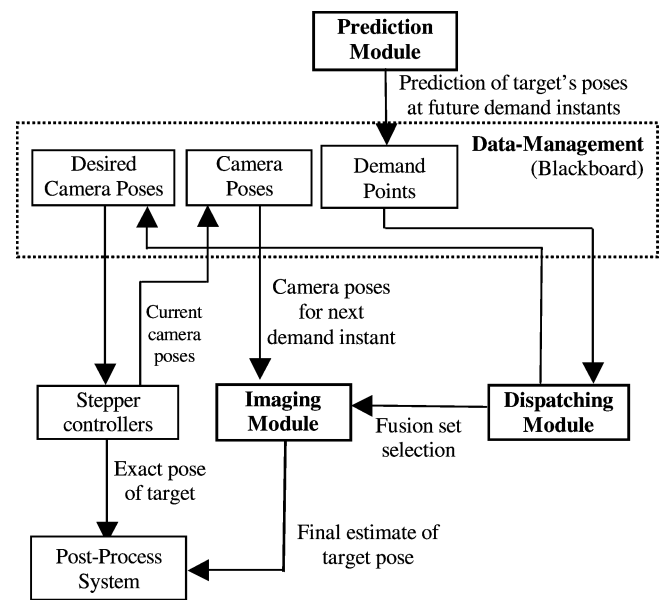 Prediction
Module
Prediction of target's poses
at future demand instants
Data-Management
(Blackboard)
Desired
Camera Poses
Camera
Poses
Demand
Points
Current
camera
poses
Camera poses
for next
demand instant
Stepper
controllers
Imaging
Module
Fusion set
selection
Dispatching
Module
Exact pose
of target
Final estimate of
target pose
Post-Process
System